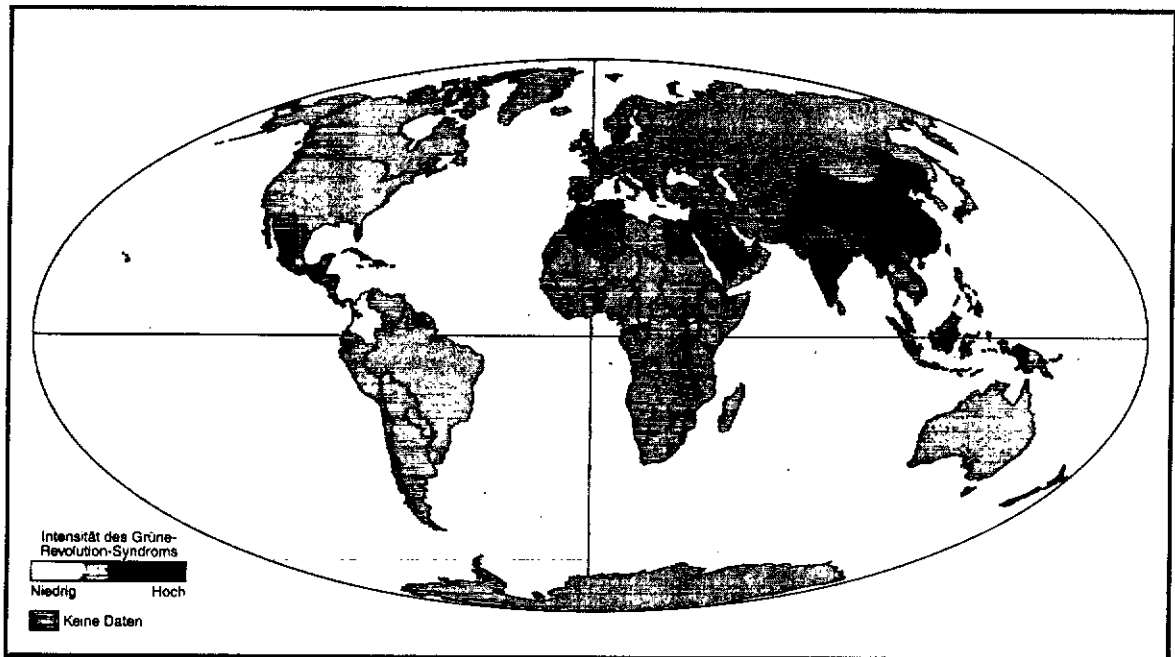 Intensität des Grüne-
Revolution-Syndroms
Niedrig Hoch
Keine Daten